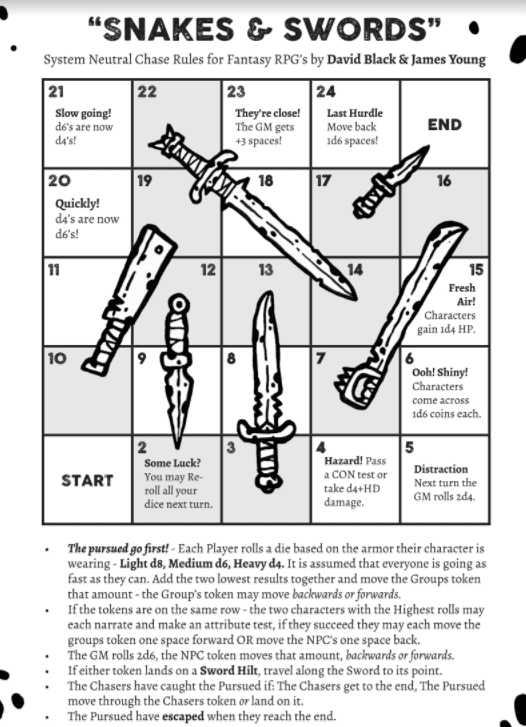 “SNAKES & SWORDS”
System Neutral Chase Rules for Fantasy RPG's by David Black & James Young
21
Slow going!
d6's are now
d4's!
22
23
They're close!
The GM gets
+3 spaces!
24
Last Hurdle
Move back
1d6 spaces!
END
20
Quickly!
d4's are now
d6's!
19
18
17
16
11
12
13
14
15
Fresh
Air!
Characters
gain 1d4 HP.
10
9
8
7
6
Ooh! Shiny!
Characters
come across
1d6 coins each.
START
2
Some Luck?
You may Re-
roll all your
dice next turn.
3
4
Hazard! Pass
a CON test or
take d4+HD
damage.
5
Distraction
Next turn the
GM rolls 2d4.
• The pursued go first! - Each Player rolls a die based on the armor their character is
wearing - Light d8, Medium d6, Heavy d4. It is assumed that everyone is going as
fast as they can. Add the two lowest results together and move the Groups token
that amount - the Group's token may move backwards or forwards.
• If the tokens are on the same row - the two characters with the Highest rolls may
each narrate and make an attribute test, if they succeed they may each move the
groups token one space forward OR move the NPC's one space back.
• The GM rolls 2d6, the NPC token moves that amount, backwards or forwards.
• If either token lands on a Sword Hilt, travel along the Sword to its point.
• The Chasers have caught the Pursued if: The Chasers get to the end, The Pursued
move through the Chasers token or land on it.
• The Pursued have escaped when they reach the end.